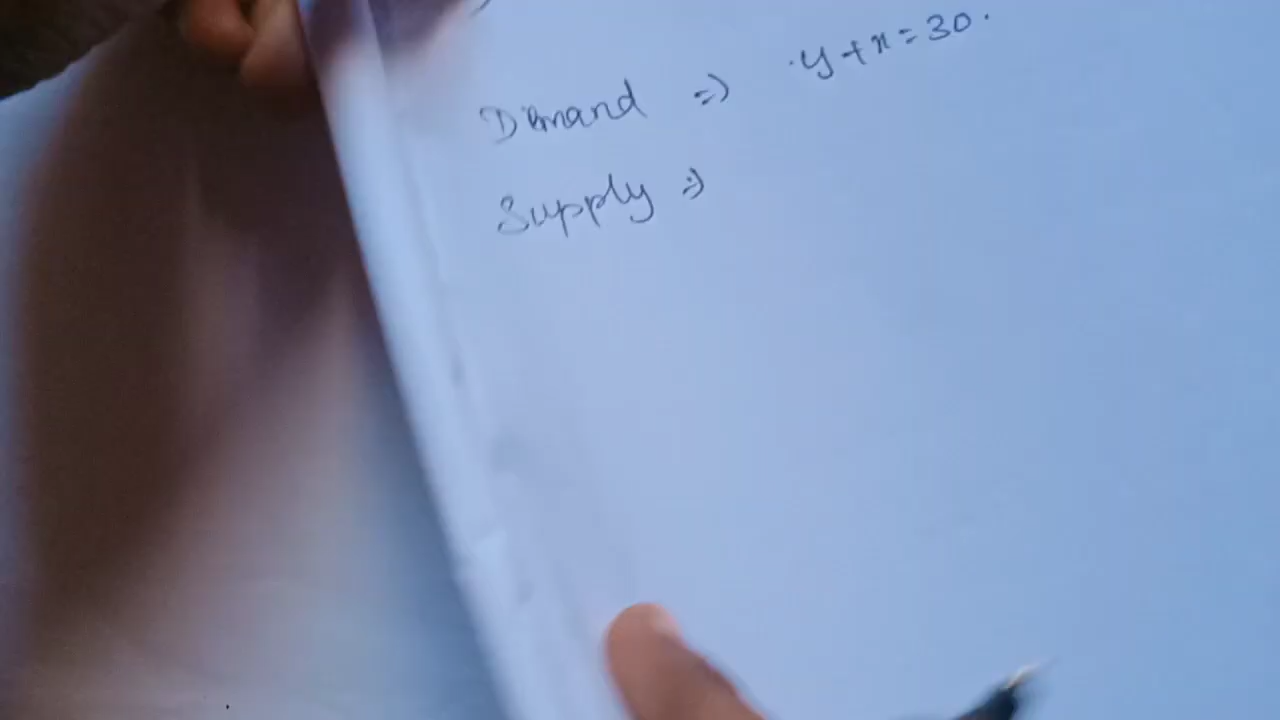 Demand => y+x=30.
Supply =>